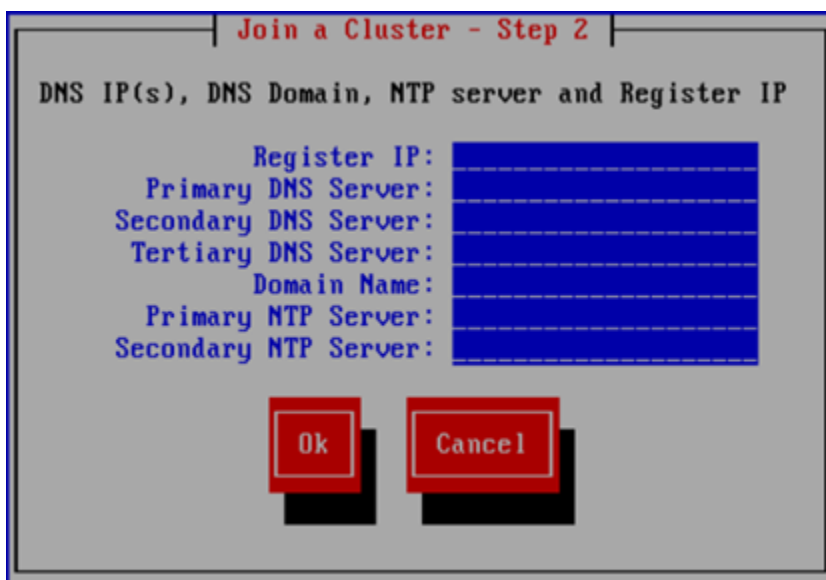 Join a Cluster - Step 2
DNS IP(s), DNS Domain, NTP server and Register IP
Register IP:
Primary DNS Server:
Secondary DNS Server:
Tertiary DNS Server:
Domain Name:
Primary NTP Server:
Secondary NTP Server:
Ok Cancel